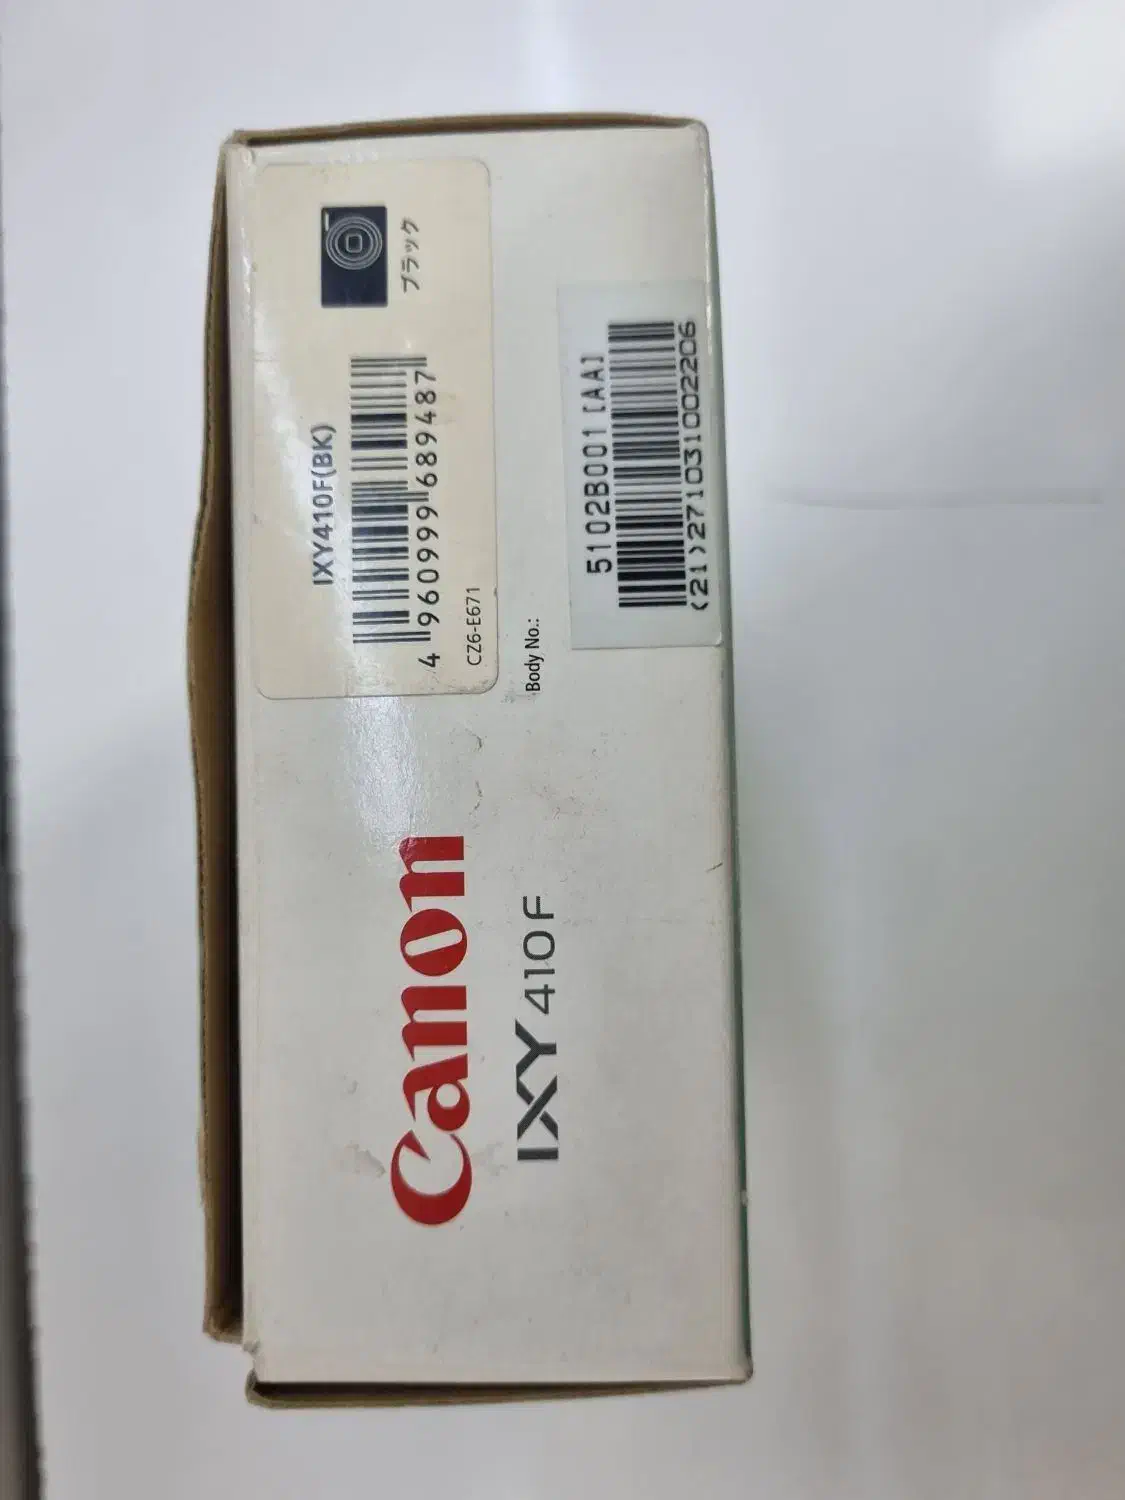 Canon
IXY 410F
IXY410F(BK)
ブラック
4 960999 689487
CZ6-E671
Body No.:
5102B001 [AA]
(21)271031002206